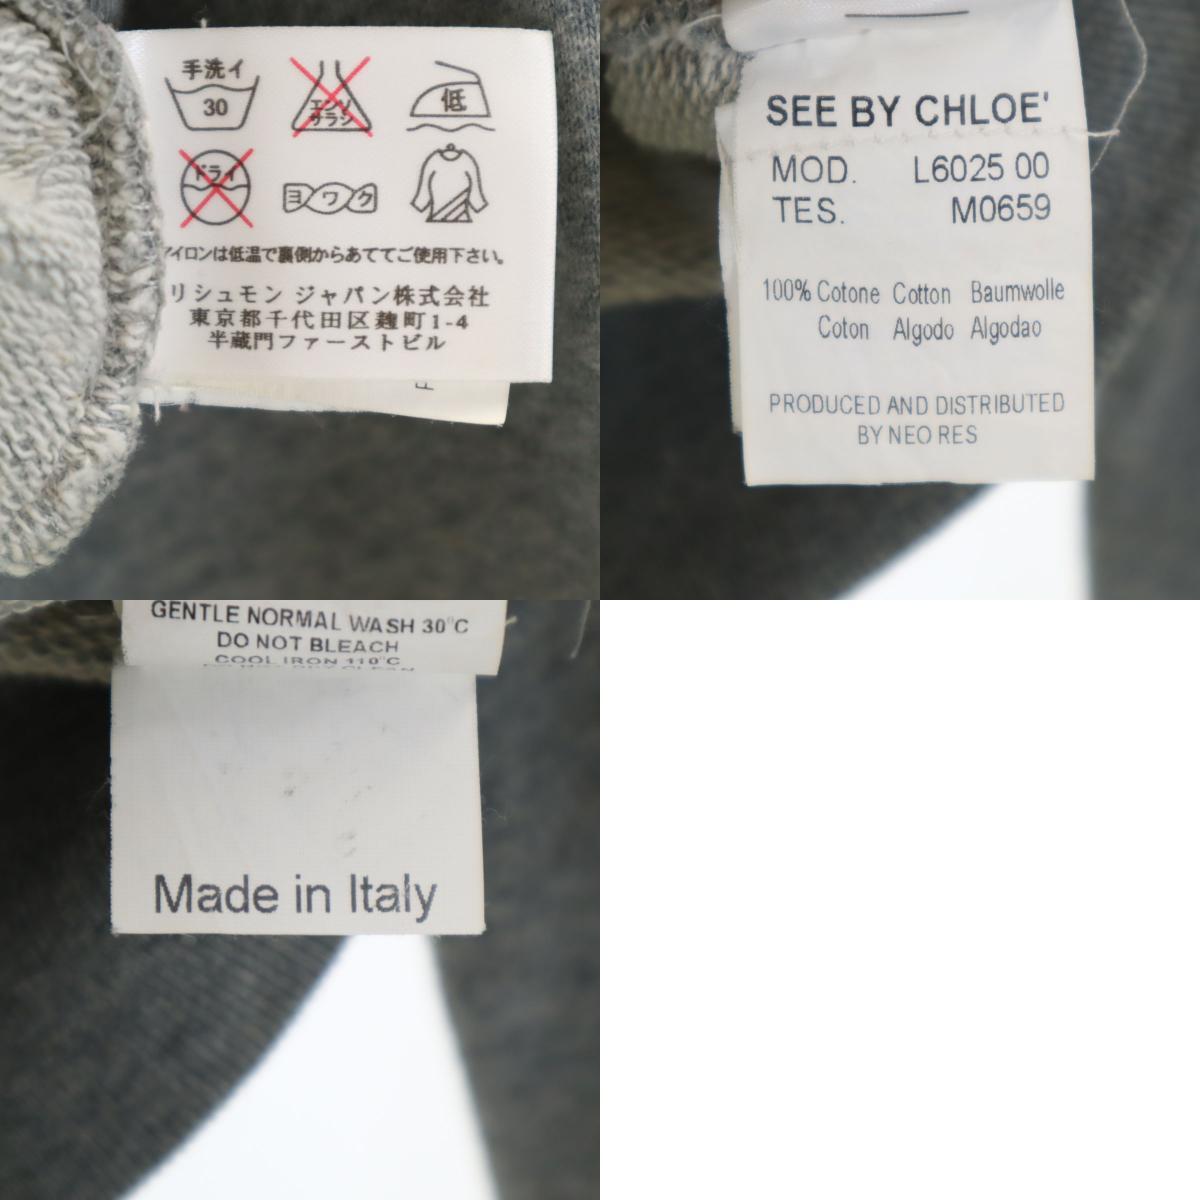 手洗イ
30
エンソ
サラシ
低
ドライ
ヨワク
アイロンは低温で裏側からあててご使用下さい。
リシュモン ジャパン株式会社
東京都千代田区麹町1-4
半蔵門ファーストビル
F
SEE BY CHLOE'
MOD. L6025 00
TES. M0659
100% Cotone Cotton Baumwolle
Coton Algodo Algodao
PRODUCED AND DISTRIBUTED
BY NEO RES
GENTLE NORMAL WASH 30°C
DO NOT BLEACH
COOL IRON 110°C
DO NOT DRY CLEAN
Made in Italy